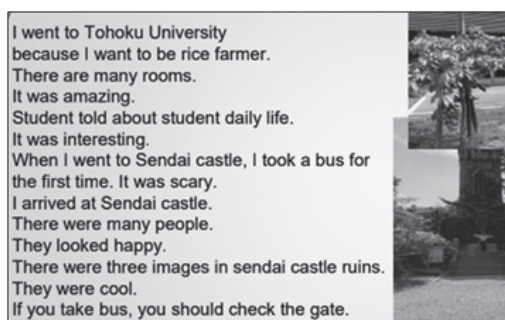 I went to Tohoku University
because I want to be rice farmer.
There are many rooms.
It was amazing.
Student told about student daily life.
It was interesting.
When I went to Sendai castle, I took a bus for
the first time. It was scary.
I arrived at Sendai castle.
There were many people.
They looked happy.
There were three images in sendai castle ruins.
They were cool.
If you take bus, you should check the gate.